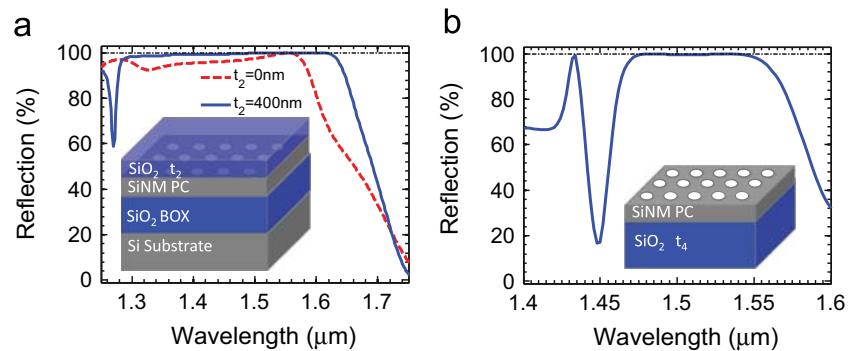 a
Reflection (%)
100
80
60
40
20
0
t2=0nm
t2=400nm
SiO2 t2
SiNM PC
SiO2 BOX
Si Substrate
1.3
1.4
1.5
1.6
1.7
Wavelength (μm)
b
Reflection (%)
100
80
60
40
20
0
SiNM PC
SiO2 t4
1.4
1.45
1.5
1.55
1.6
Wavelength (μm)